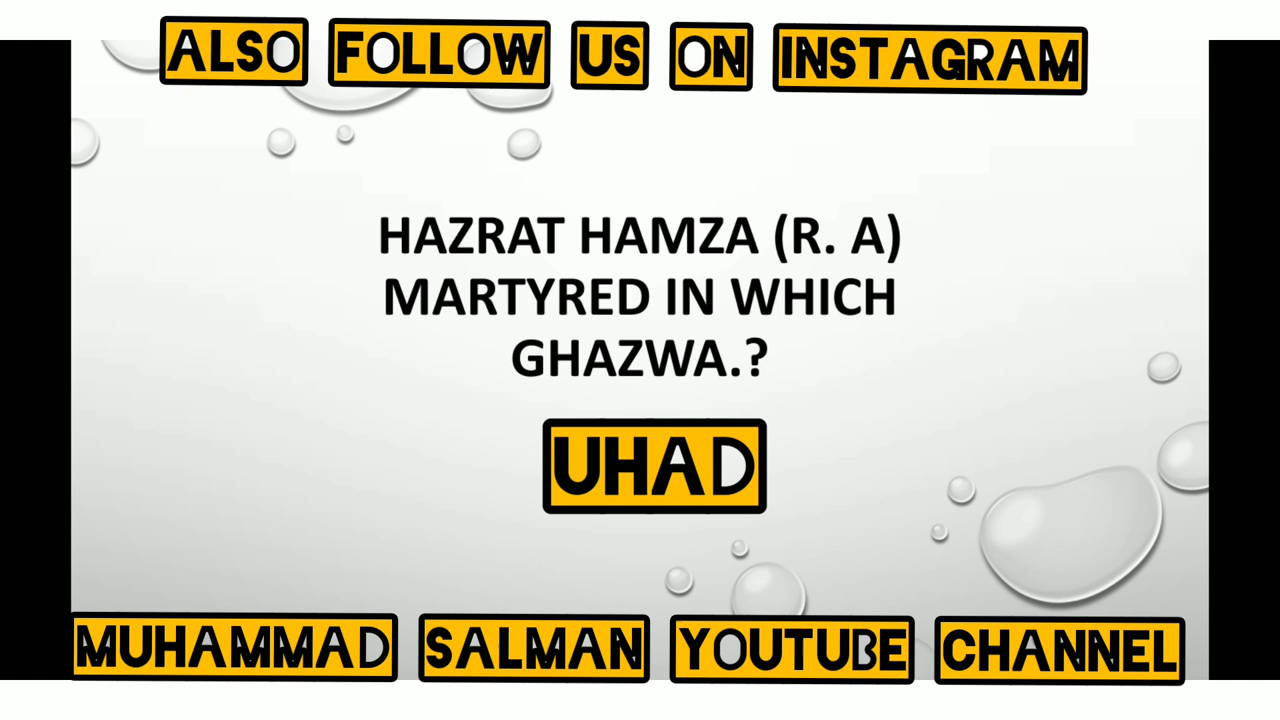 ALSO FOLLOW US ON INSTAGRAM
HAZRAT HAMZA (R. A)
MARTYRED IN WHICH
GHAZWA.?
UHAD
MUHAMMAD SALMAN YOUTUBE CHANNEL